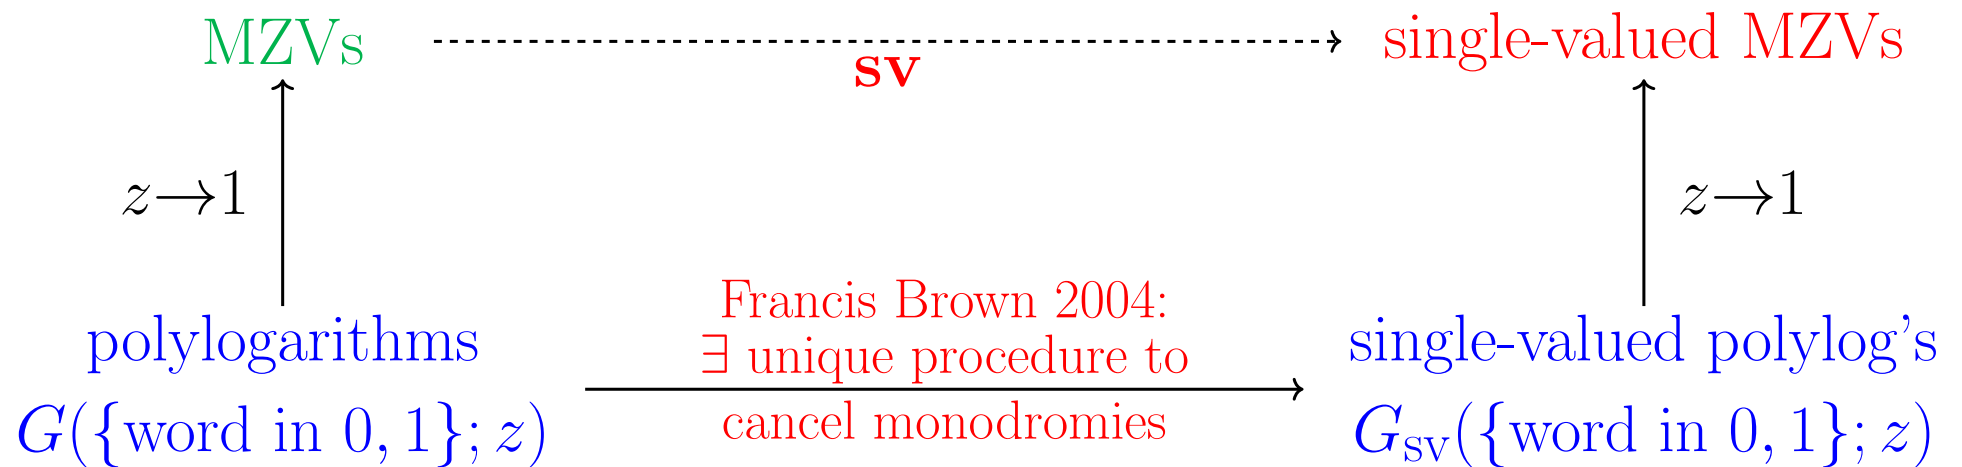 MZVs
sv
single-valued MZVs
z→1
z→1
Francis Brown 2004:
∃ unique procedure to
cancel monodromies
polylogarithms
G({word in 0, 1}; z)
single-valued polylog's
G_sv({word in 0, 1}; z)